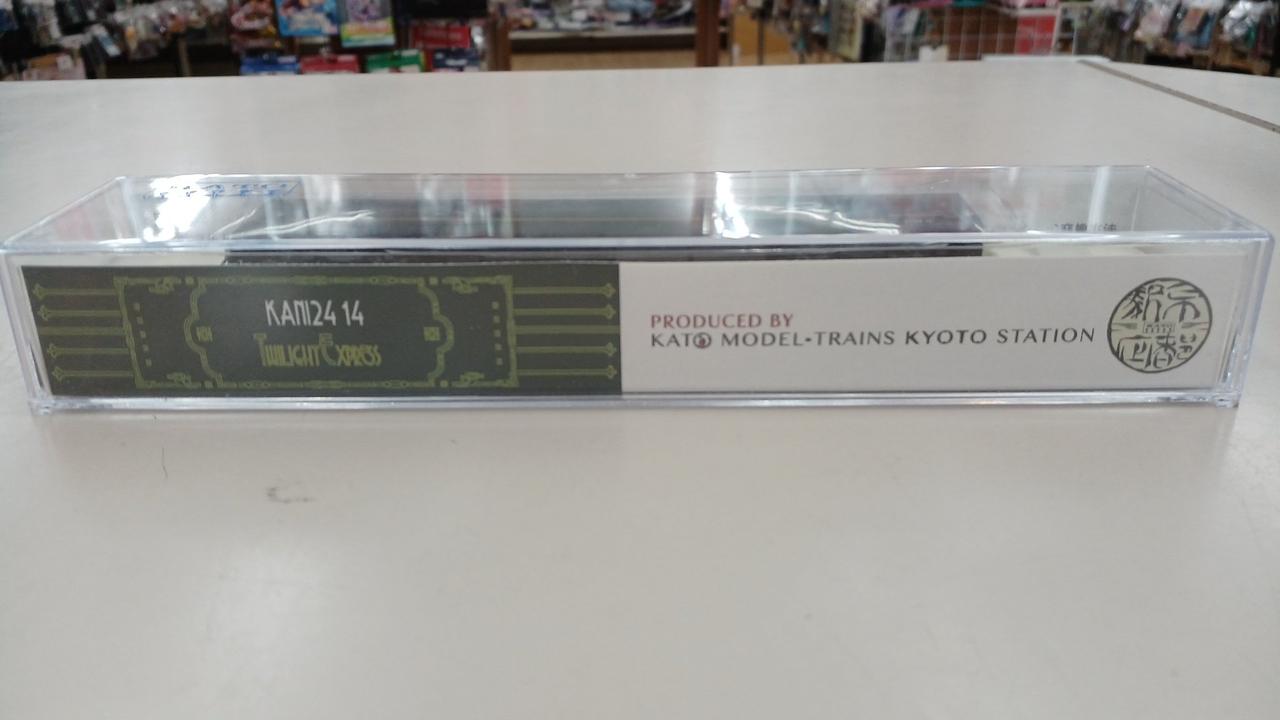 KANI24 14
TWILIGHT EXPRESS
PRODUCED BY
KATO MODEL-TRAINS KYOTO STATION